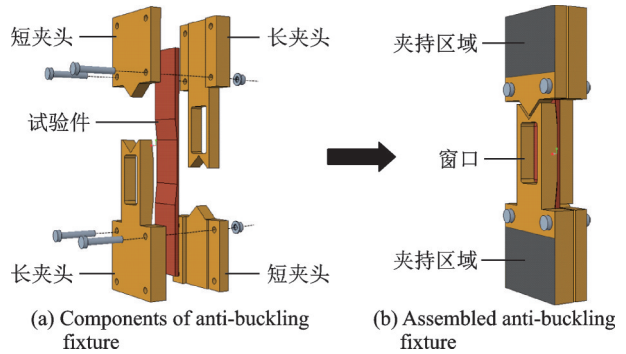 短夹头
长夹头
试验件
长夹头
短夹头
(a) Components of anti-buckling
fixture
夹持区域
窗口
夹持区域
(b) Assembled anti-buckling
fixture